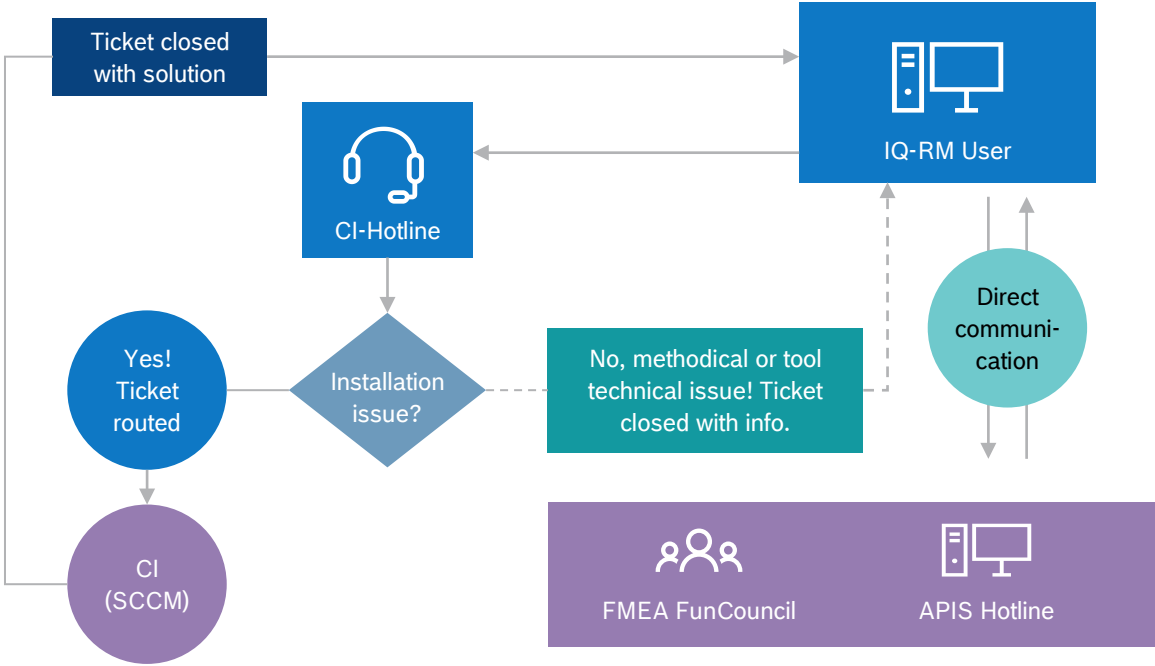 Ticket closed
with solution
IQ-RM User
CI-Hotline
Direct
communi-
cation
Yes!
Ticket
routed
Installation
issue?
No, methodical or tool
technical issue! Ticket
closed with info.
CI
(SCCM)
FMEA FunCouncil
APIS Hotline